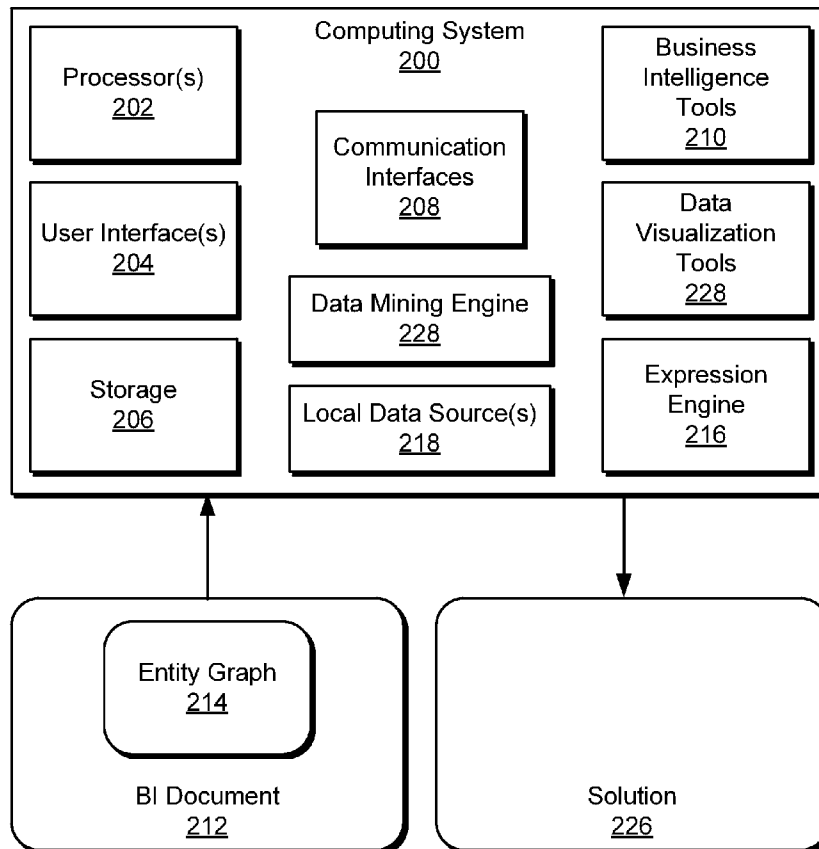 Computing System
200
Processor(s)
202
Communication
Interfaces
208
Business
Intelligence
Tools
210
User Interface(s)
204
Data Mining Engine
228
Data
Visualization
Tools
228
Storage
206
Local Data Source(s)
218
Expression
Engine
216
Entity Graph
214
BI Document
212
Solution
226